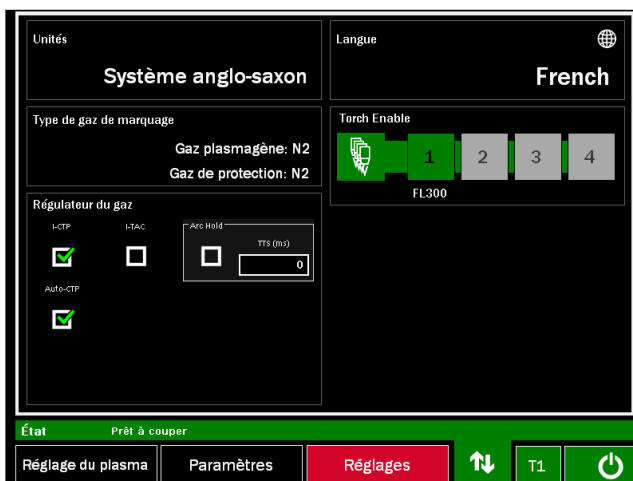 Unités
Système anglo-saxon
Langue
French
Type de gaz de marquage
Gaz plasmagène: N2
Gaz de protection: N2
Torch Enable
1 2 3 4
FL300
Régulateur du gaz
I-CTP I-TAC Arc Hold
TTS (ms)
0
Auto-CTP
État Prêt à couper
Réglage du plasma Paramètres Réglages T1